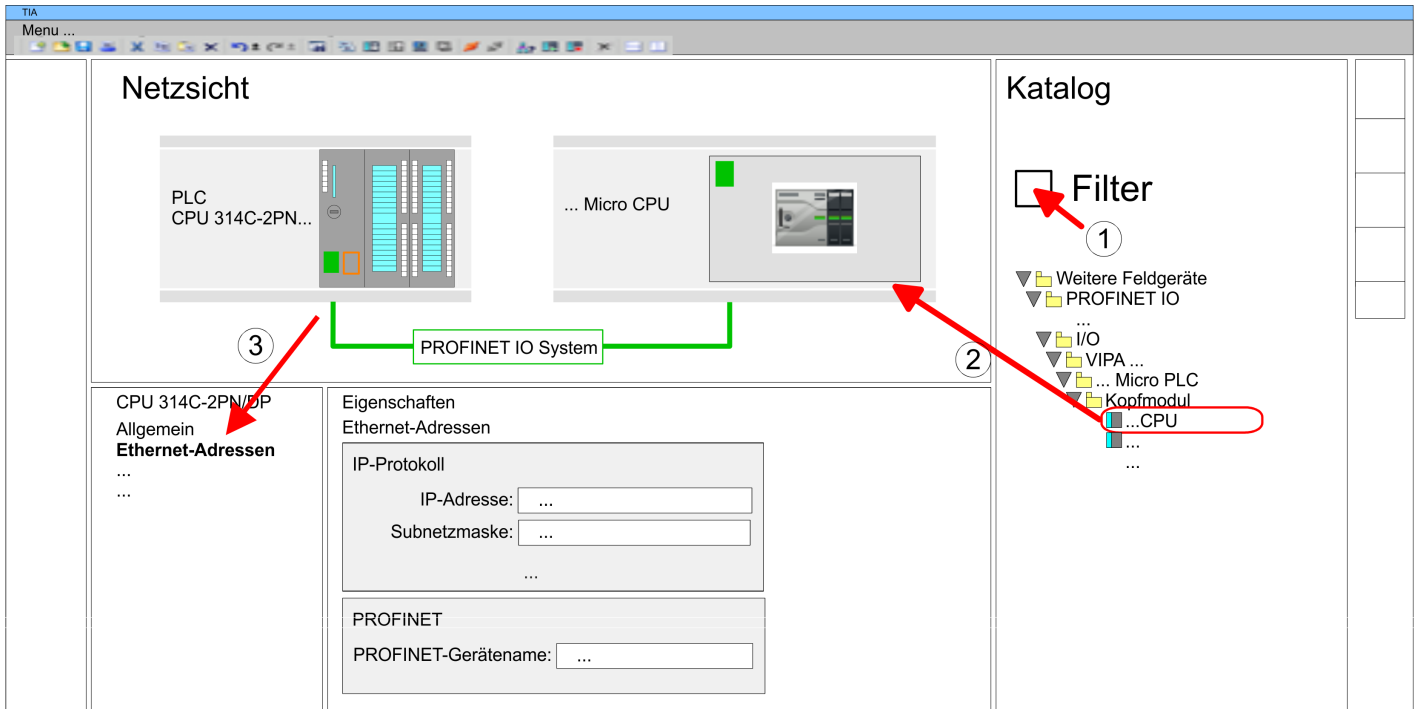 TIA
Menu ...
Netzsicht
PLC
CPU 314C-2PN...
... Micro CPU
PROFINET IO System
3
2
Katalog
Filter
1
Weitere Feldgeräte
PROFINET IO
...
I/O
VIPA ...
... Micro PLC
Kopfmodul
...CPU
...
...
CPU 314C-2PN/DP
Allgemein
Ethernet-Adressen
...
...
Eigenschaften
Ethernet-Adressen
IP-Protokoll
IP-Adresse: ...
Subnetzmaske: ...
...
PROFINET
PROFINET-Gerätename: ...